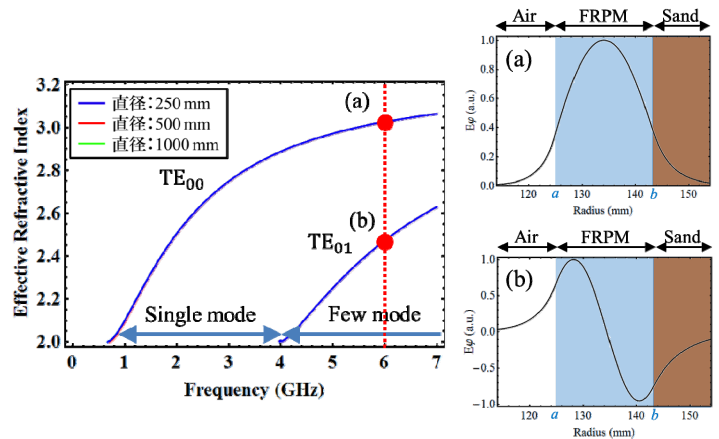 Effective Refractive Index
3.2
3.0
2.8
2.6
2.4
2.2
2.0
直径：250 mm
直径：500 mm
直径：1000 mm
(a)
TE00
(b)
TE01
Single mode
Few mode
0 1 2 3 4 5 6 7
Frequency (GHz)
Air FRPM Sand
(a)
Eφ (a.u.)
1.0
0.8
0.6
0.4
0.2
0.0
120 130 140 150
a b
Radius (mm)
Air FRPM Sand
(b)
Eφ (a.u.)
1.0
0.5
0.0
−0.5
−1.0
120 130 140 150
a b
Radius (mm)